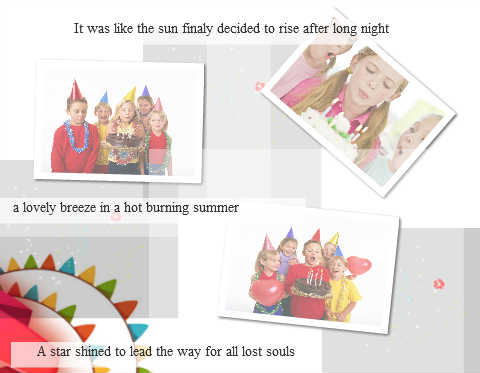 It was like the sun finaly decided to rise after long night
a lovely breeze in a hot burning summer
A star shined to lead the way for all lost souls